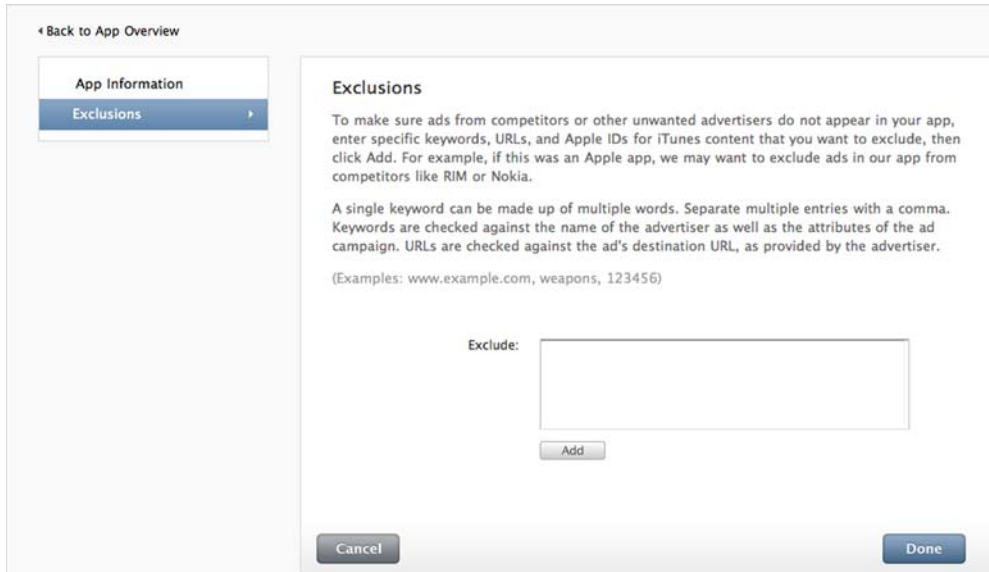 Back to App Overview
App Information
Exclusions
Exclusions
To make sure ads from competitors or other unwanted advertisers do not appear in your app,
enter specific keywords, URLs, and Apple IDs for iTunes content that you want to exclude, then
click Add. For example, if this was an Apple app, we may want to exclude ads in our app from
competitors like RIM or Nokia.
A single keyword can be made up of multiple words. Separate multiple entries with a comma.
Keywords are checked against the name of the advertiser as well as the attributes of the ad
campaign. URLs are checked against the ad's destination URL, as provided by the advertiser.
(Examples: www.example.com, weapons, 123456)
Exclude:
Add
Cancel
Done